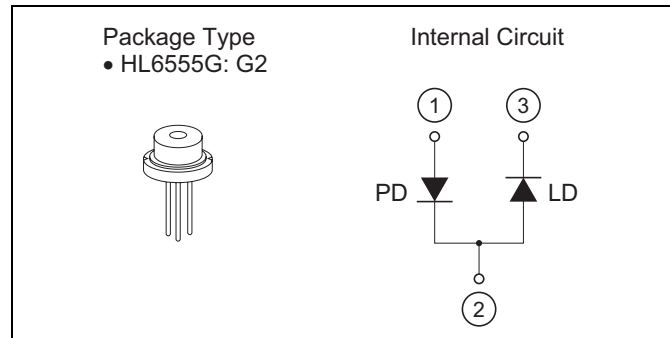 Package Type
• HL6555G: G2
Internal Circuit
1
3
PD
LD
2